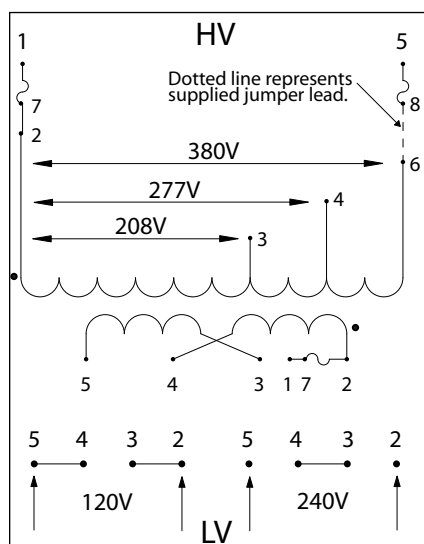 HV
1 5
Dotted line represents
supplied jumper lead.
7 8
2
380V
6
277V
4
208V
3
5 4 3 1 7 2
5 4 3 2 5 4 3 2
120V 240V
LV